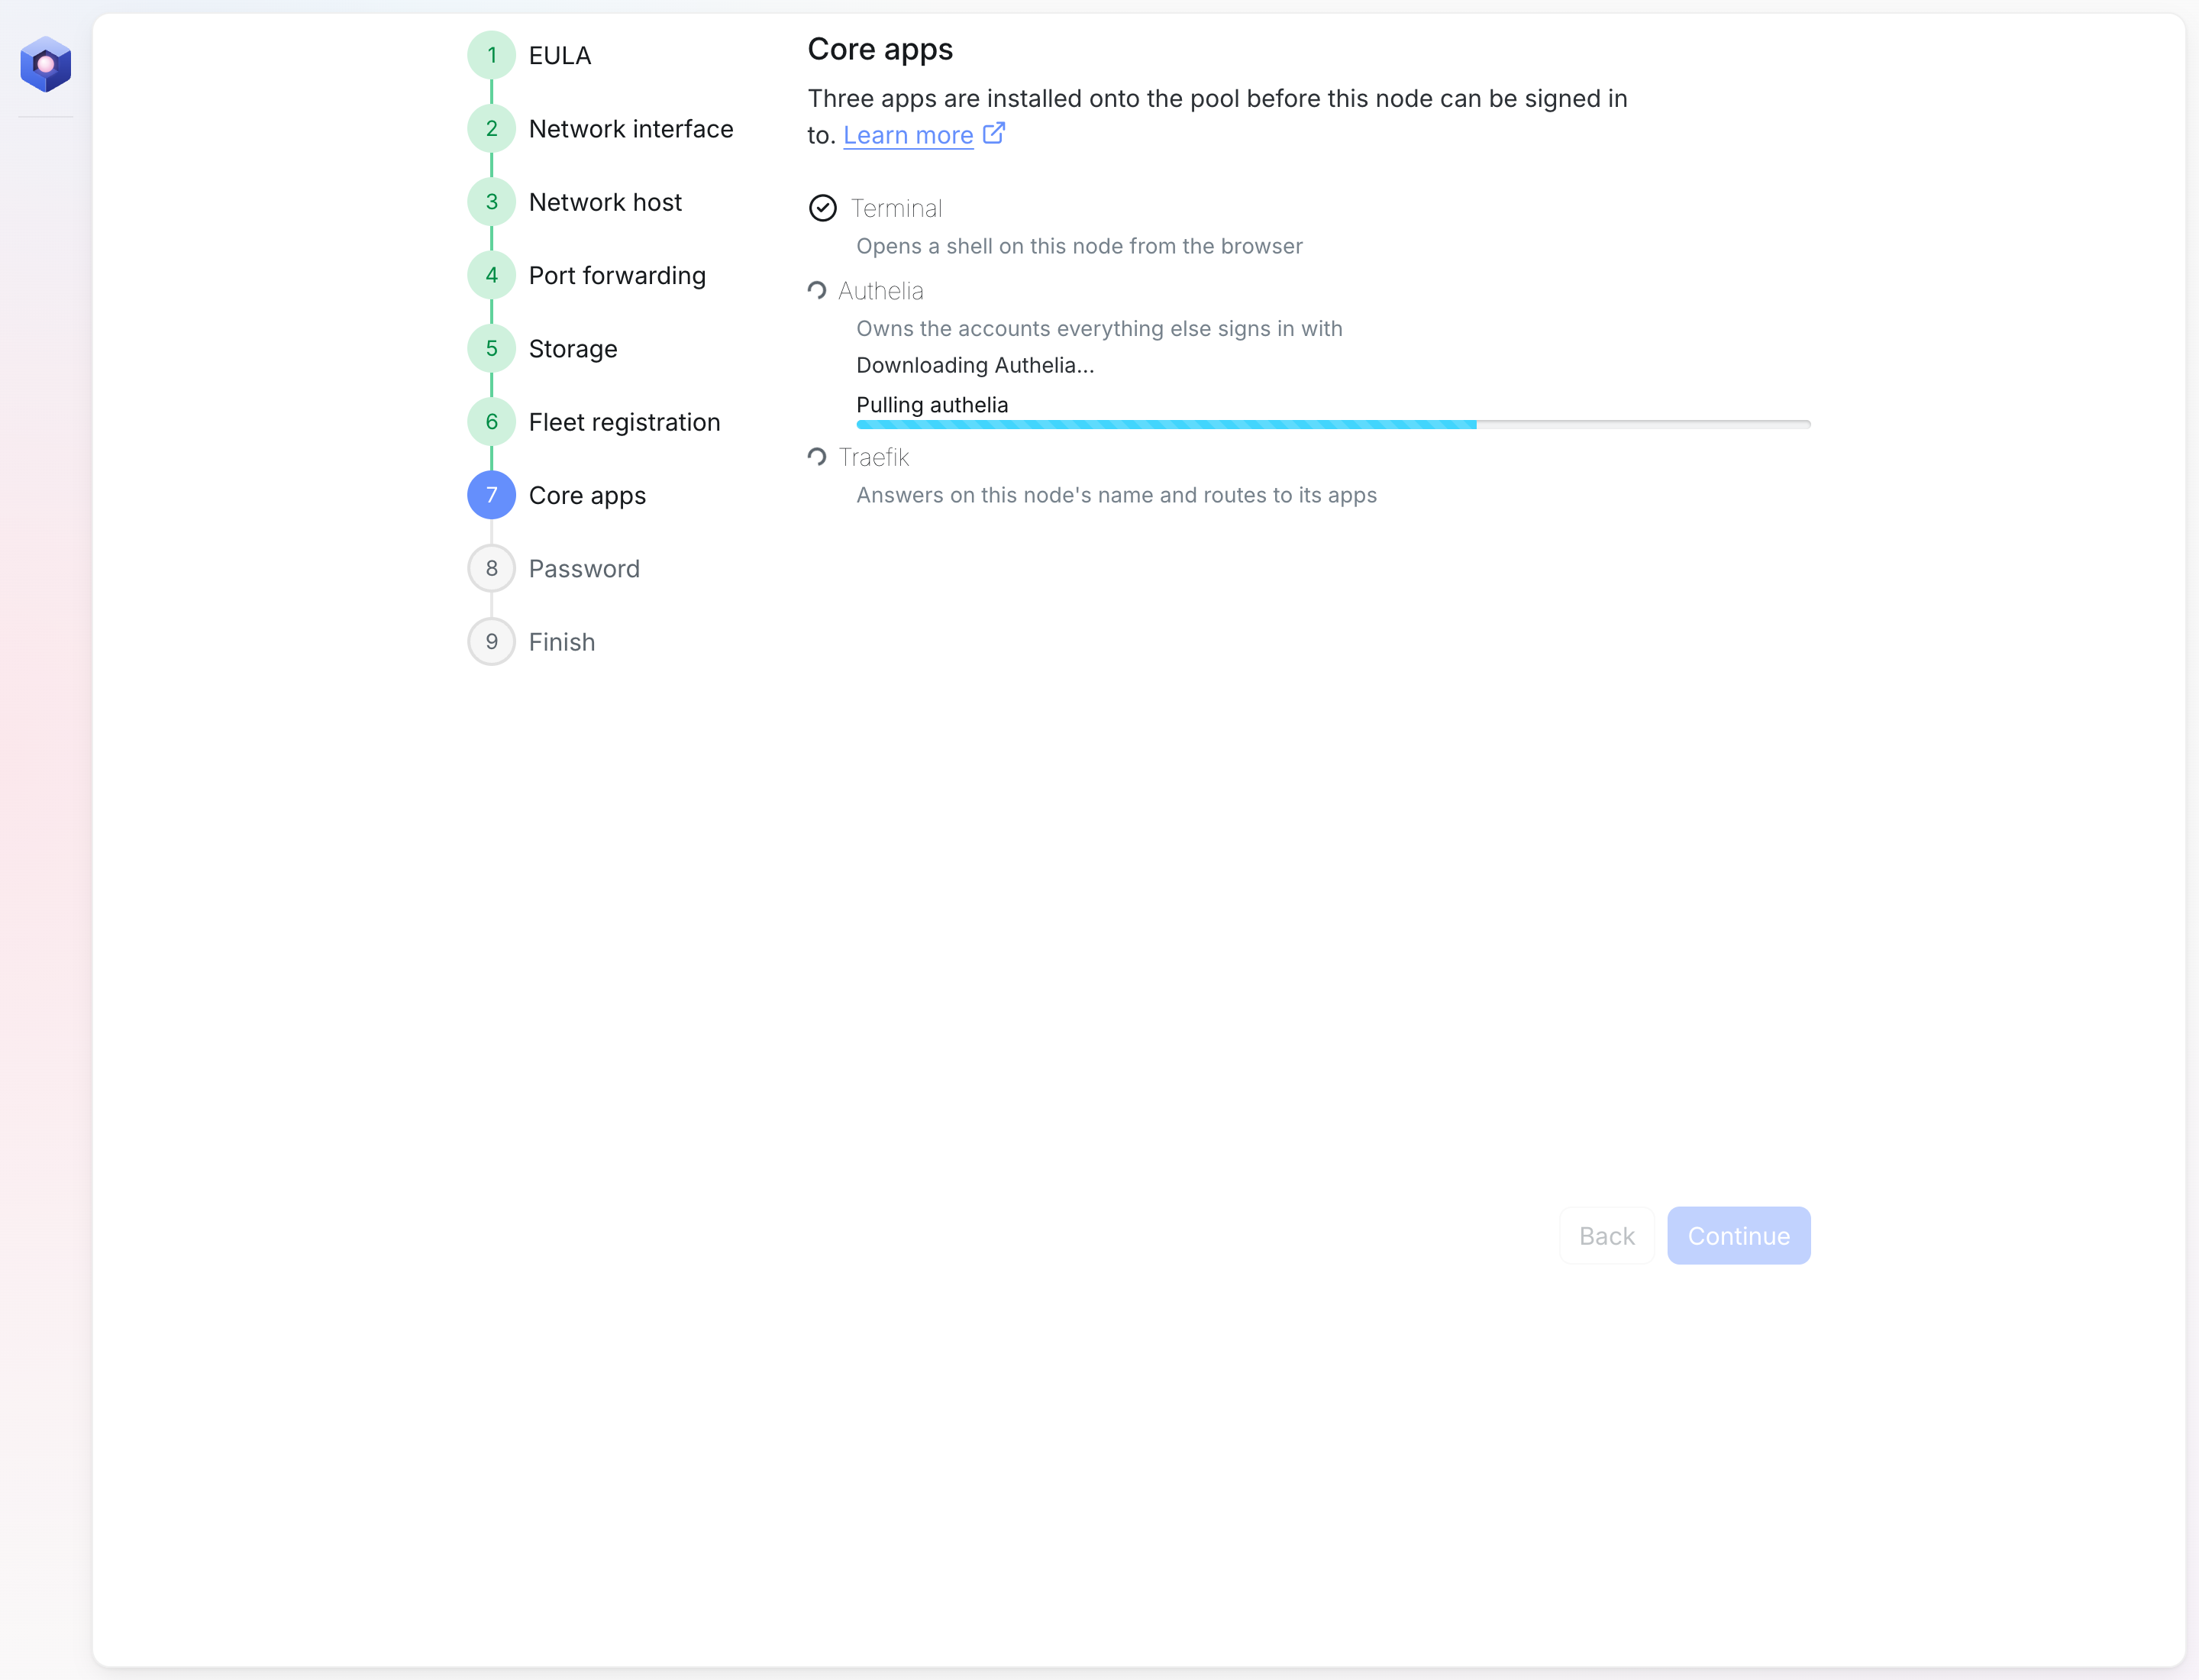 1 EULA
2 Network interface
3 Network host
4 Port forwarding
5 Storage
6 Fleet registration
7 Core apps
8 Password
9 Finish
Core apps
Three apps are installed onto the pool before this node can be signed in
to. Learn more
Terminal
Opens a shell on this node from the browser
Authelia
Owns the accounts everything else signs in with
Downloading Authelia...
Pulling authelia
Traefik
Answers on this node's name and routes to its apps
Back Continue